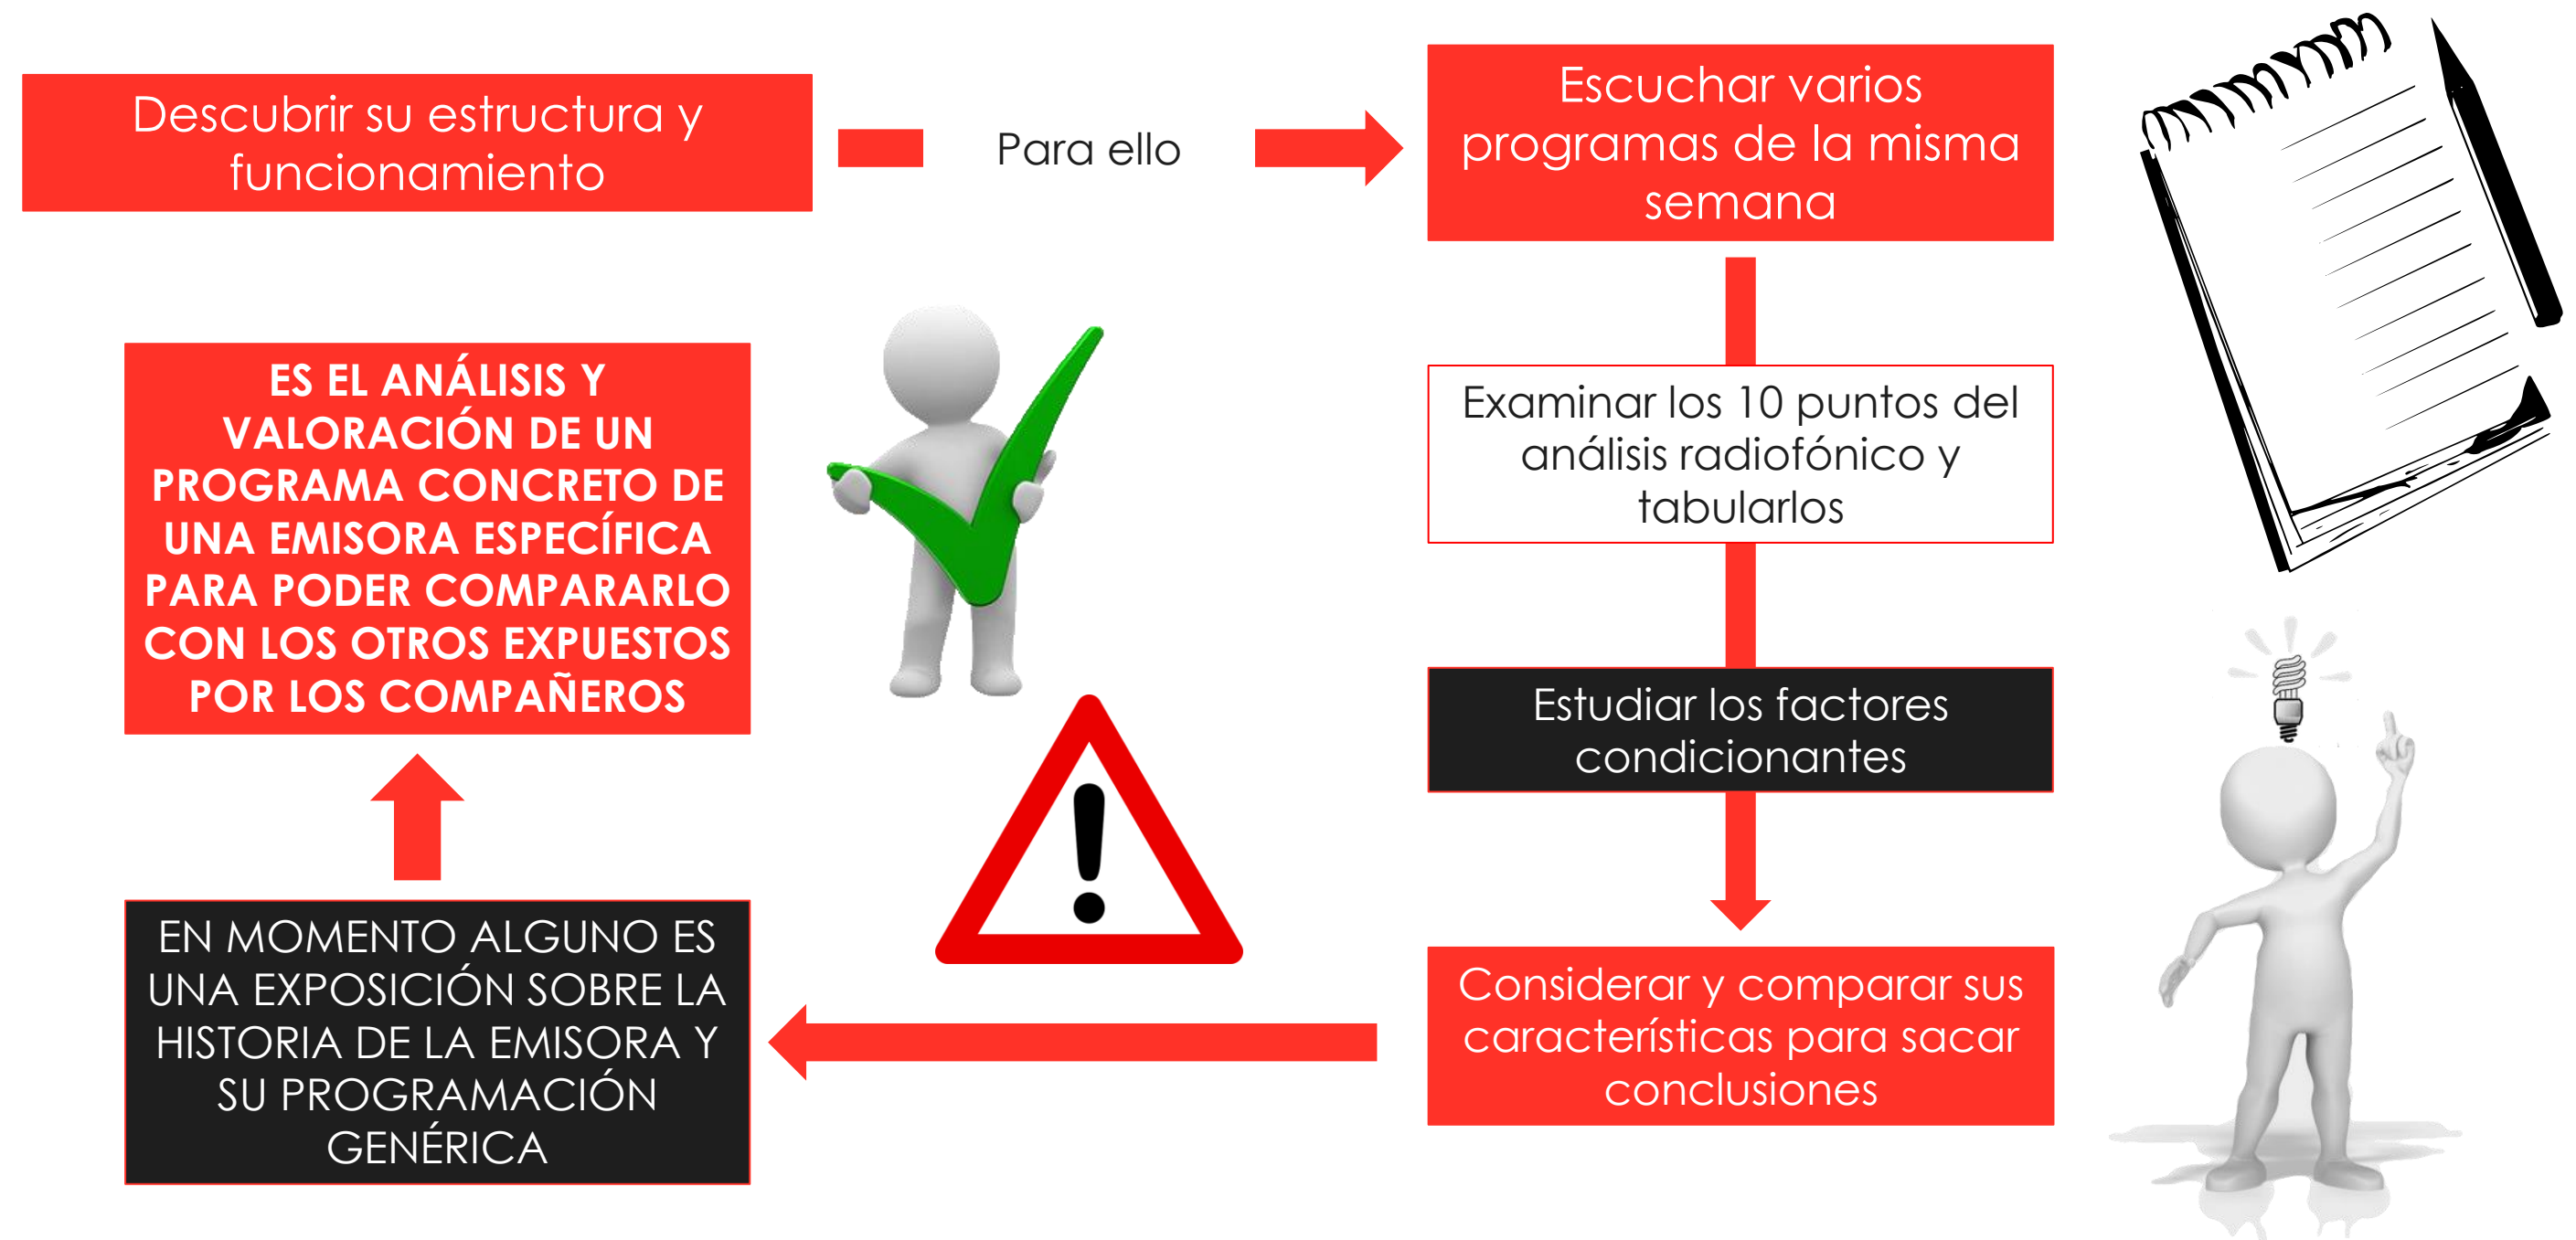 Descubrir su estructura y
funcionamiento
Para ello
Escuchar varios
programas de la misma
semana
Examinar los 10 puntos del
análisis radiofónico y
tabularlos
Estudiar los factores
condicionantes
Considerar y comparar sus
características para sacar
conclusiones
EN MOMENTO ALGUNO ES
UNA EXPOSICIÓN SOBRE LA
HISTORIA DE LA EMISORA Y
SU PROGRAMACIÓN
GENÉRICA
ES EL ANÁLISIS Y
VALORACIÓN DE UN
PROGRAMA CONCRETO DE
UNA EMISORA ESPECÍFICA
PARA PODER COMPARARLO
CON LOS OTROS EXPUESTOS
POR LOS COMPAÑEROS